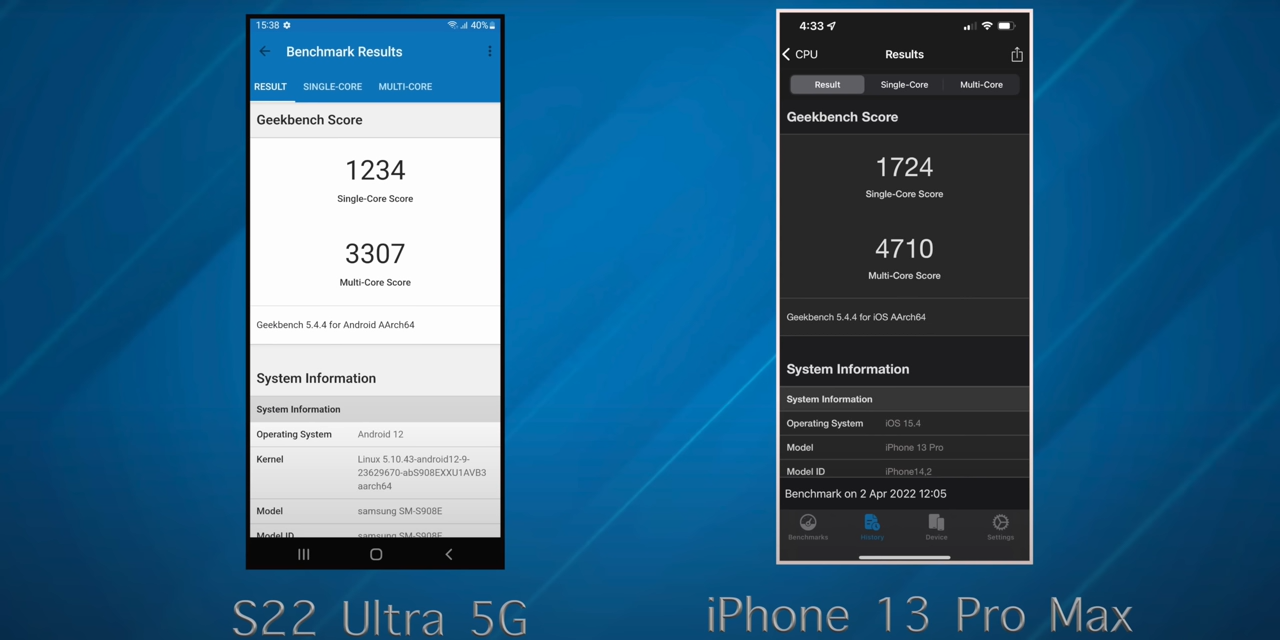 15:38
40%
Benchmark Results
RESULT SINGLE-CORE MULTI-CORE
Geekbench Score
1234
Single-Core Score
3307
Multi-Core Score
Geekbench 5.4.4 for Android AArch64
System Information
System Information
Operating System Android 12
Kernel Linux 5.10.43-android12-9-
23629670-abS908EXXU1AVB3
aarch64
Model samsung SM-S908E
Model ID samsung SM-S908E
S22 Ultra 5G
4:33
CPU Results
Result Single-Core Multi-Core
Geekbench Score
1724
Single-Core Score
4710
Multi-Core Score
Geekbench 5.4.4 for iOS AArch64
System Information
System Information
Operating System iOS 15.4
Model iPhone 13 Pro
Model ID iPhone14,2
Benchmark on 2 Apr 2022 12:05
Benchmarks History Device Settings
iPhone 13 Pro Max